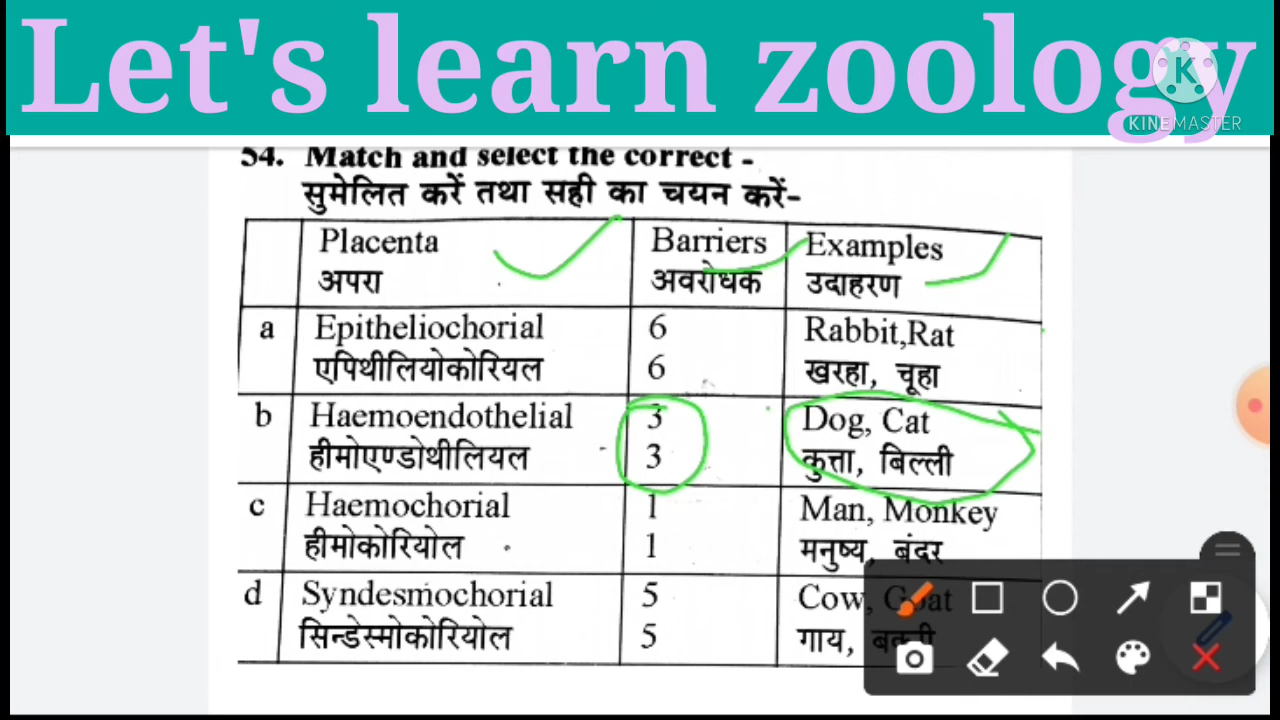 Let's learn zoology
K
KINEMASTER
54. Match and select the correct -
सुमेलित करें तथा सही का चयन करें-
Placenta Barriers Examples
अपरा अवरोधक उदाहरण
a Epitheliochorial 6 Rabbit,Rat
एपिथीलियोकोरियल 6 खरहा, चूहा
b Haemoendothelial 3 Dog, Cat
हीमोएण्डोथीलियल 3 कुत्ता, बिल्ली
c Haemochorial 1 Man, Monkey
हीमोकोरियोल 1 मनुष्य, बंदर
d Syndesmochorial 5 Cow, Goat
सिन्डेस्मोकोरियोल 5 गाय, बकरी